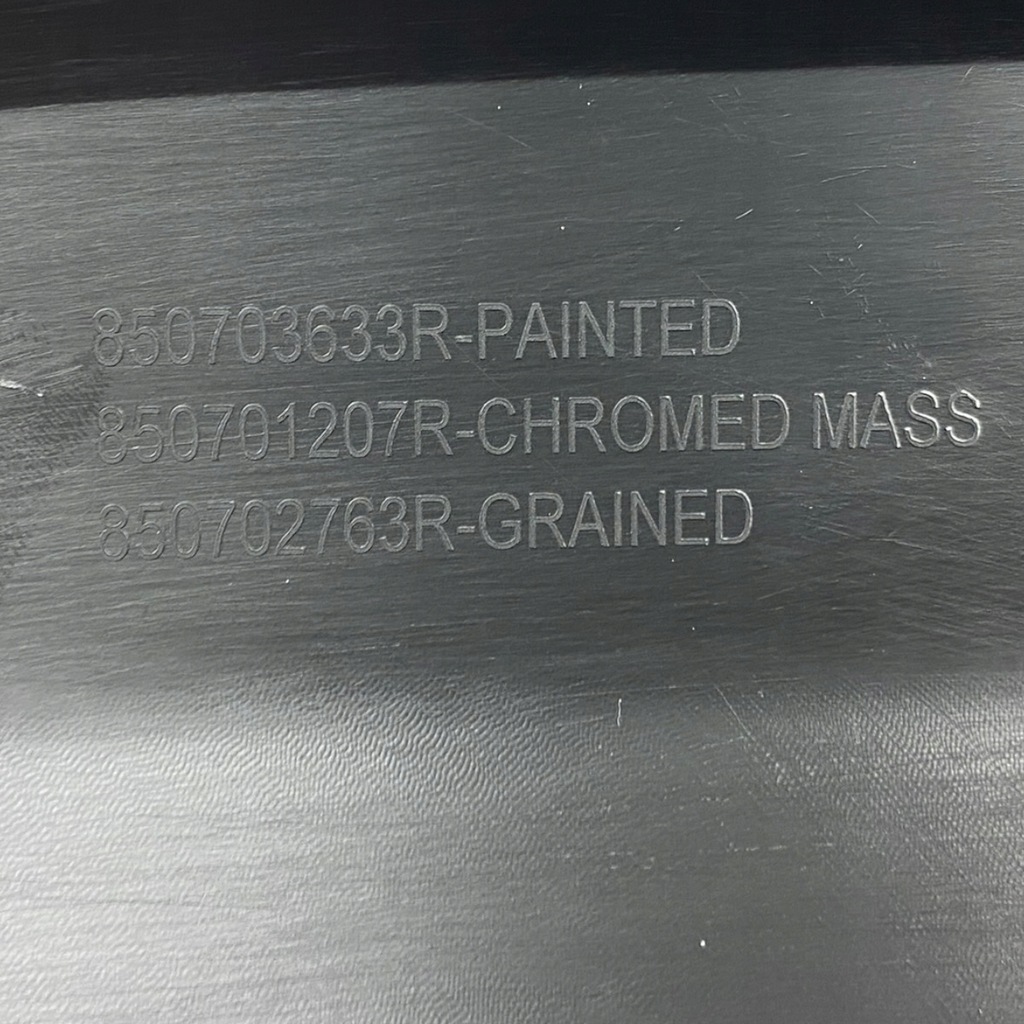 850703633R-PAINTED
850701207R-CHROMED MASS
850702763R-GRAINED